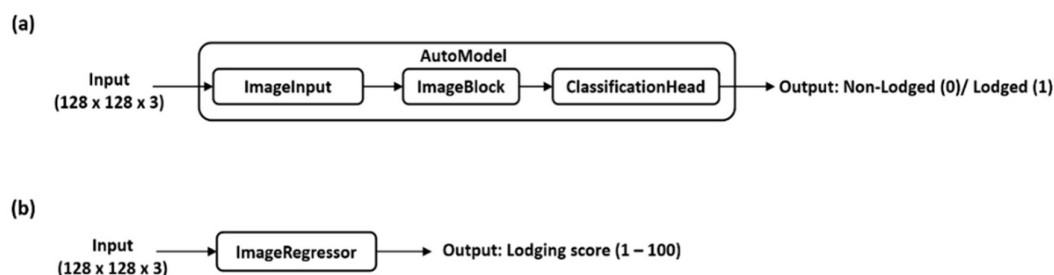 (a)
AutoModel
Input
(128 x 128 x 3)
ImageInput
ImageBlock
ClassificationHead
Output: Non-Lodged (0)/ Lodged (1)
(b)
Input
(128 x 128 x 3)
ImageRegressor
Output: Lodging score (1 – 100)